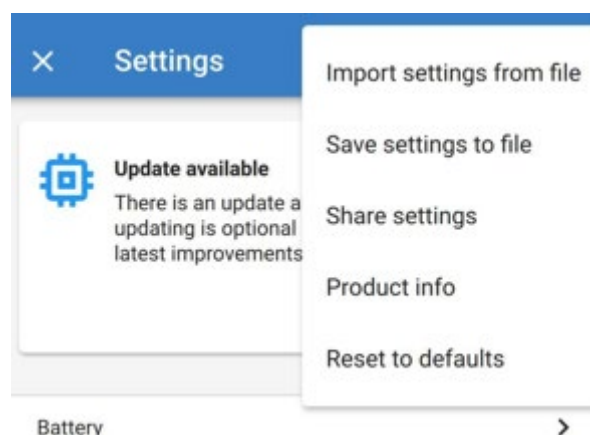 Settings
Import settings from file
Save settings to file
Share settings
Product info
Reset to defaults
Update available
There is an update a
updating is optional
latest improvements
Battery